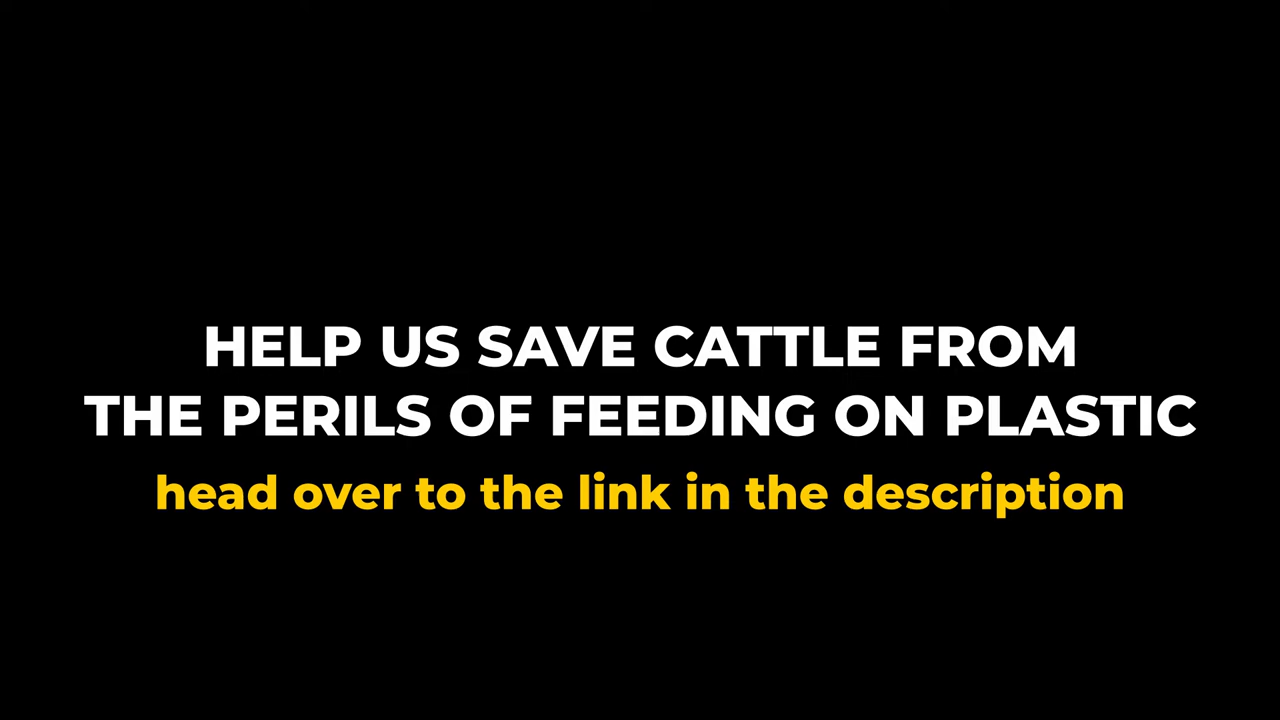 HELP US SAVE CATTLE FROM
THE PERILS OF FEEDING ON PLASTIC
head over to the link in the description